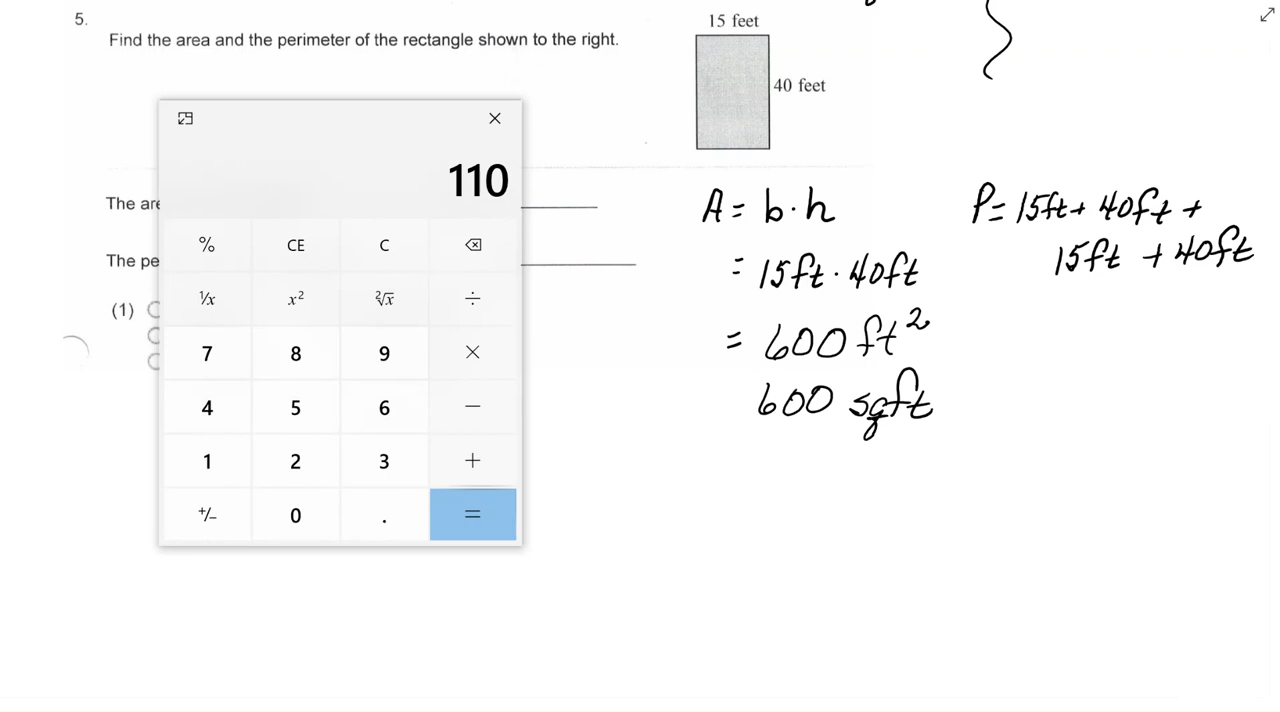 5.
15 feet
Find the area and the perimeter of the rectangle shown to the right.
40 feet
110
The are
The pe
(1)
% CE C
1/x x² ²√x ÷
7 8 9 ×
4 5 6 −
1 2 3 +
+/− 0 . =
A = b · h
= 15ft · 40ft
= 600 ft²
600 sqft
P = 15ft + 40ft +
15ft + 40ft